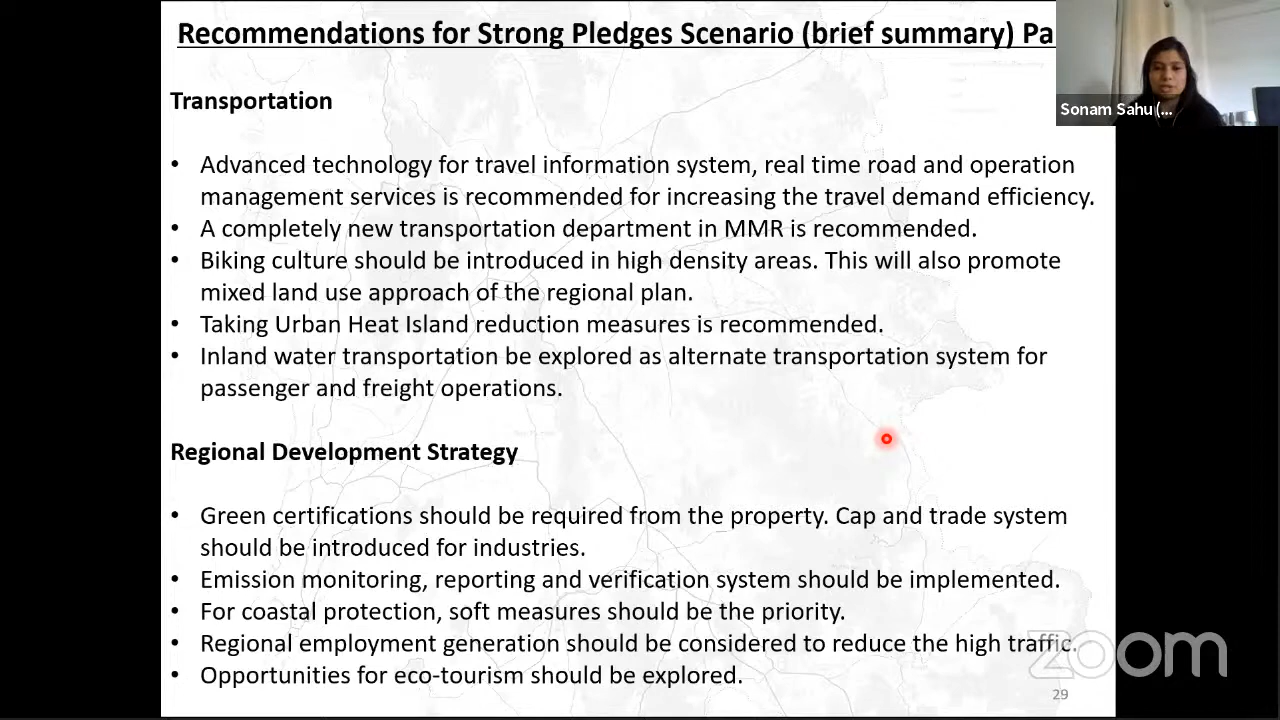 Recommendations for Strong Pledges Scenario (brief summary) Pa
Sonam Sahu (...
Transportation
• Advanced technology for travel information system, real time road and operation
management services is recommended for increasing the travel demand efficiency.
• A completely new transportation department in MMR is recommended.
• Biking culture should be introduced in high density areas. This will also promote
mixed land use approach of the regional plan.
• Taking Urban Heat Island reduction measures is recommended.
• Inland water transportation be explored as alternate transportation system for
passenger and freight operations.
Regional Development Strategy
• Green certifications should be required from the property. Cap and trade system
should be introduced for industries.
• Emission monitoring, reporting and verification system should be implemented.
• For coastal protection, soft measures should be the priority.
• Regional employment generation should be considered to reduce the high traffic.
• Opportunities for eco-tourism should be explored.
zoom
29